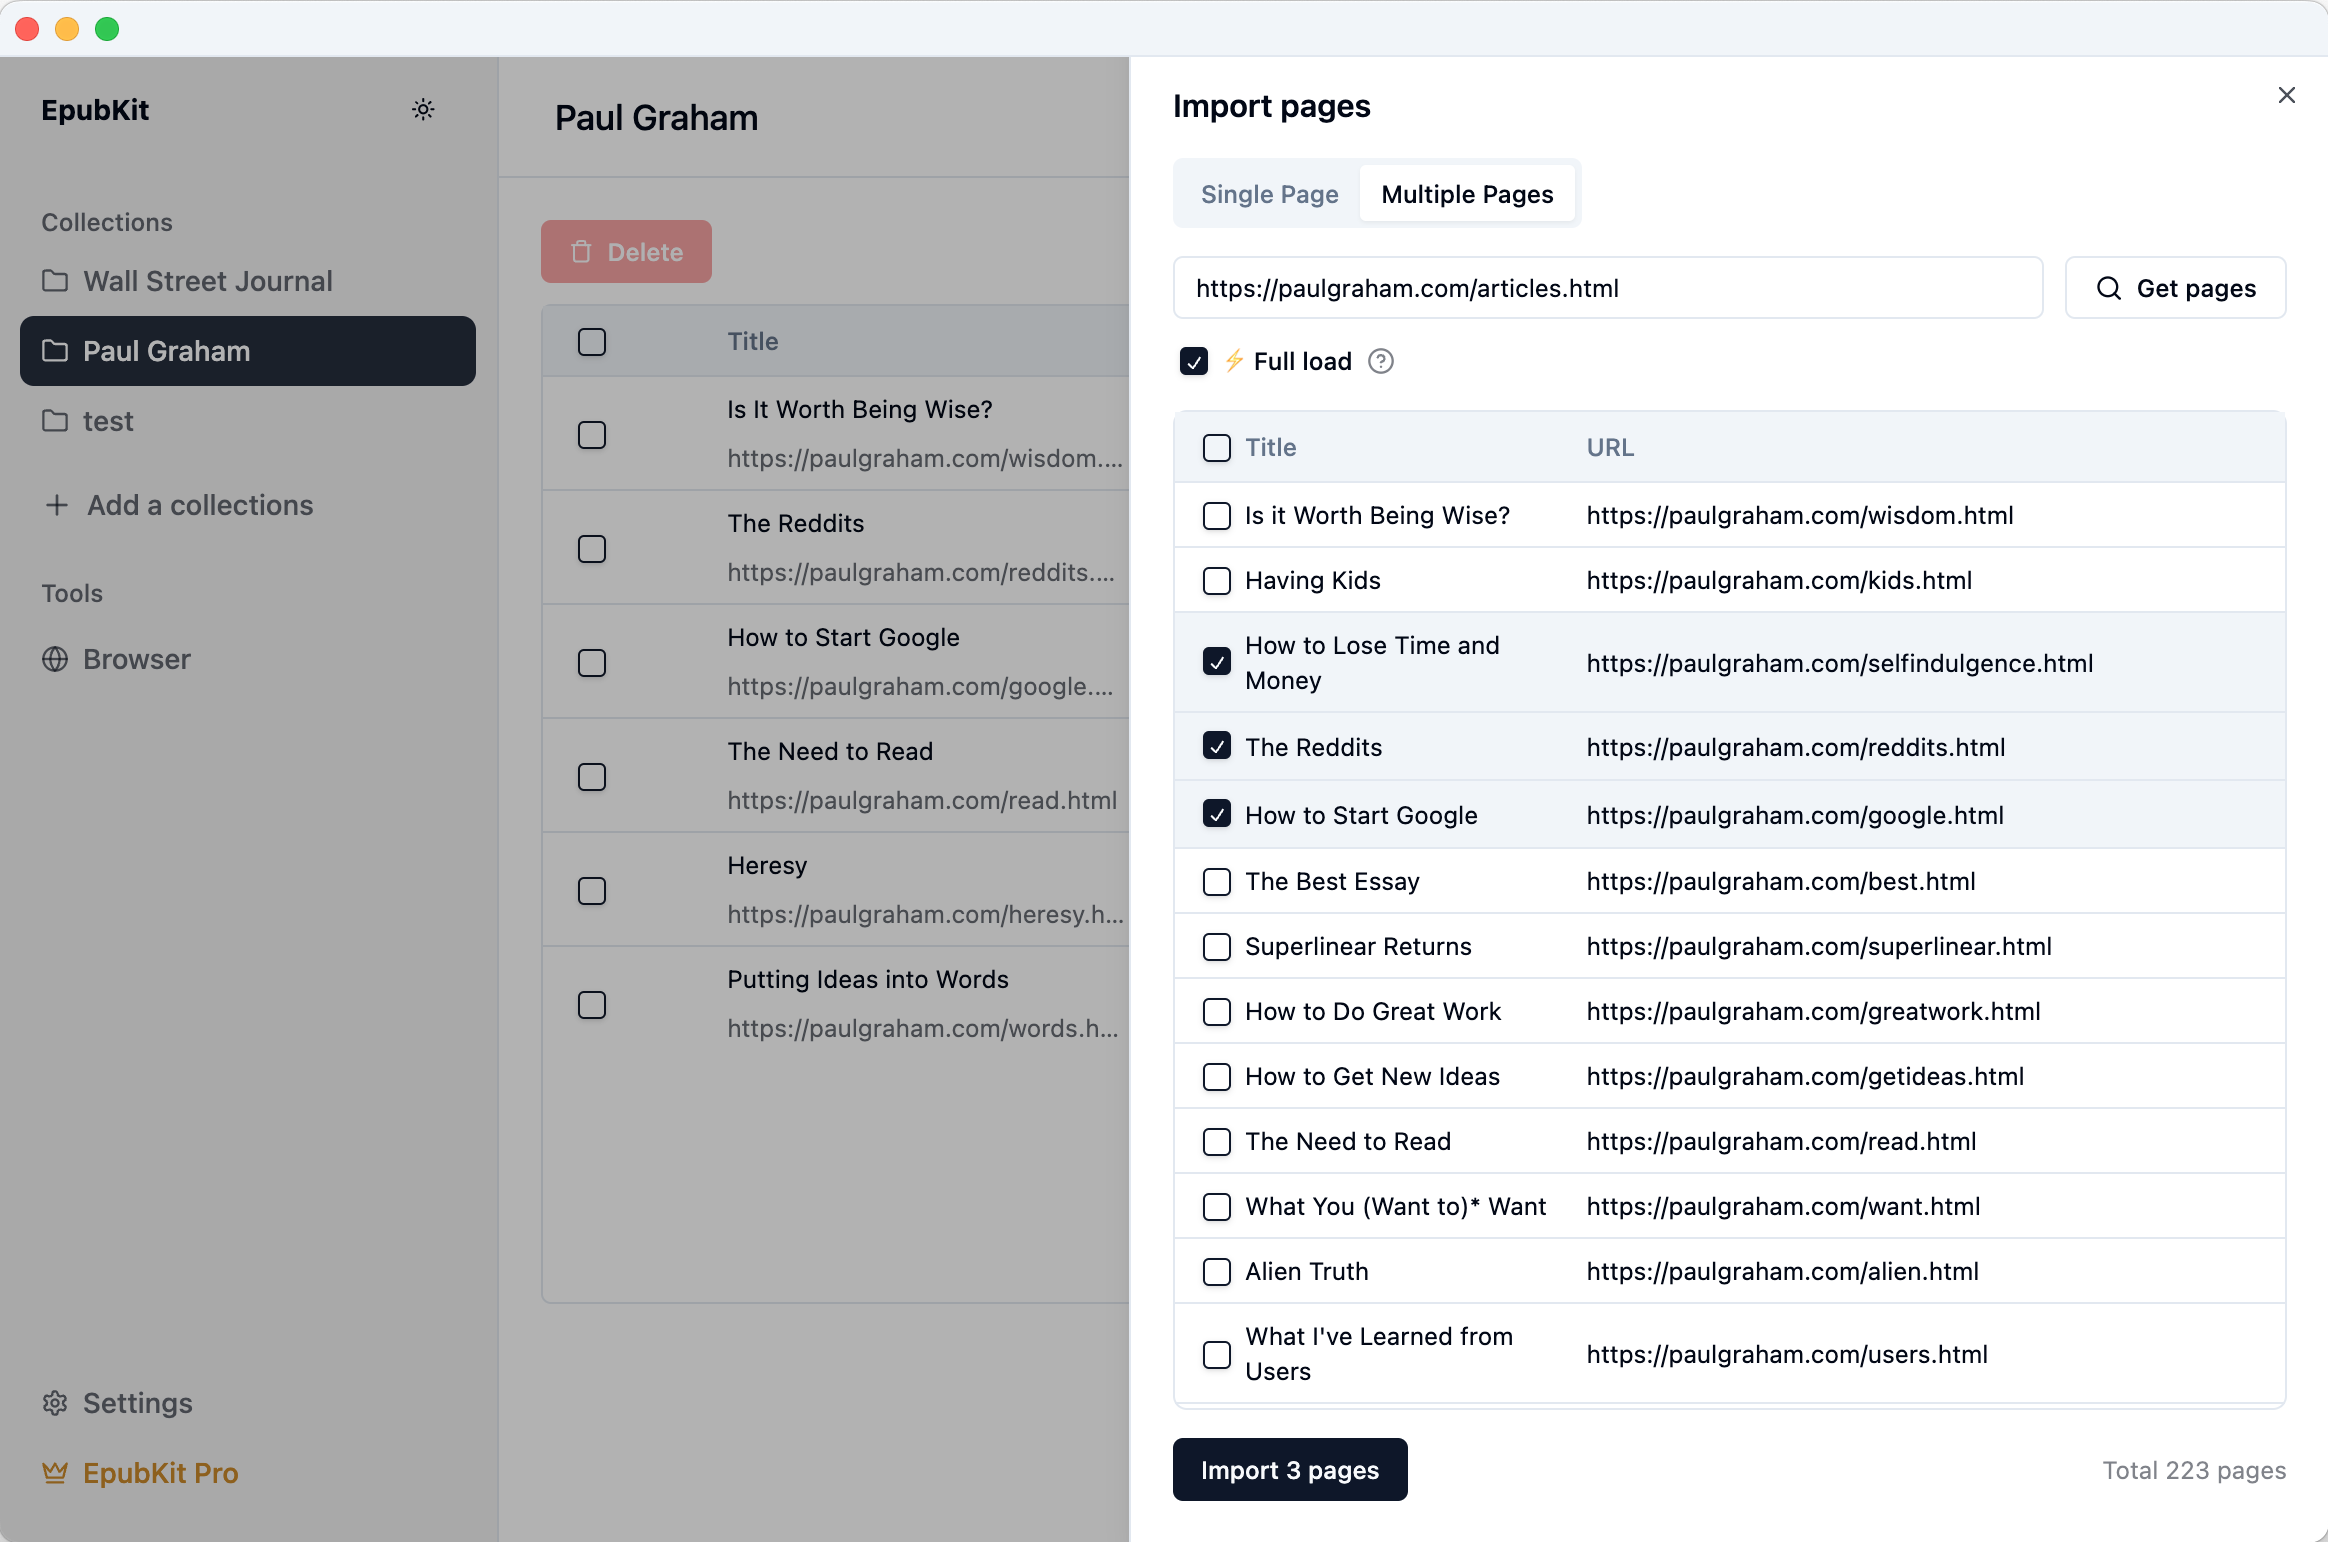 EpubKit
Collections
Wall Street Journal
Paul Graham
test
Add a collections
Tools
Browser
Settings
EpubKit Pro
Paul Graham
Delete
Title
Is It Worth Being Wise?
https://paulgraham.com/wisdom....
The Reddits
https://paulgraham.com/reddits....
How to Start Google
https://paulgraham.com/google....
The Need to Read
https://paulgraham.com/read.html
Heresy
https://paulgraham.com/heresy.h...
Putting Ideas into Words
https://paulgraham.com/words.h...
Import pages
Single Page Multiple Pages
https://paulgraham.com/articles.html Get pages
⚡ Full load ?
Title URL
Is it Worth Being Wise? https://paulgraham.com/wisdom.html
Having Kids https://paulgraham.com/kids.html
How to Lose Time and
Money https://paulgraham.com/selfindulgence.html
The Reddits https://paulgraham.com/reddits.html
How to Start Google https://paulgraham.com/google.html
The Best Essay https://paulgraham.com/best.html
Superlinear Returns https://paulgraham.com/superlinear.html
How to Do Great Work https://paulgraham.com/greatwork.html
How to Get New Ideas https://paulgraham.com/getideas.html
The Need to Read https://paulgraham.com/read.html
What You (Want to)* Want https://paulgraham.com/want.html
Alien Truth https://paulgraham.com/alien.html
What I've Learned from
Users https://paulgraham.com/users.html
Import 3 pages Total 223 pages